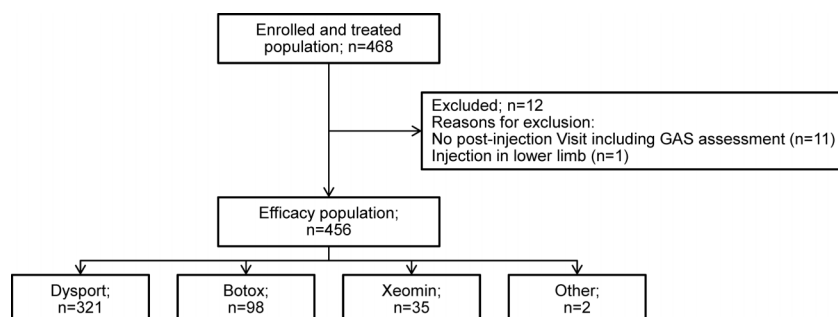 Enrolled and treated
population; n=468
Excluded; n=12
Reasons for exclusion:
No post-injection Visit including GAS assessment (n=11)
Injection in lower limb (n=1)
Efficacy population;
n=456
Dysport;
n=321
Botox;
n=98
Xeomin;
n=35
Other;
n=2